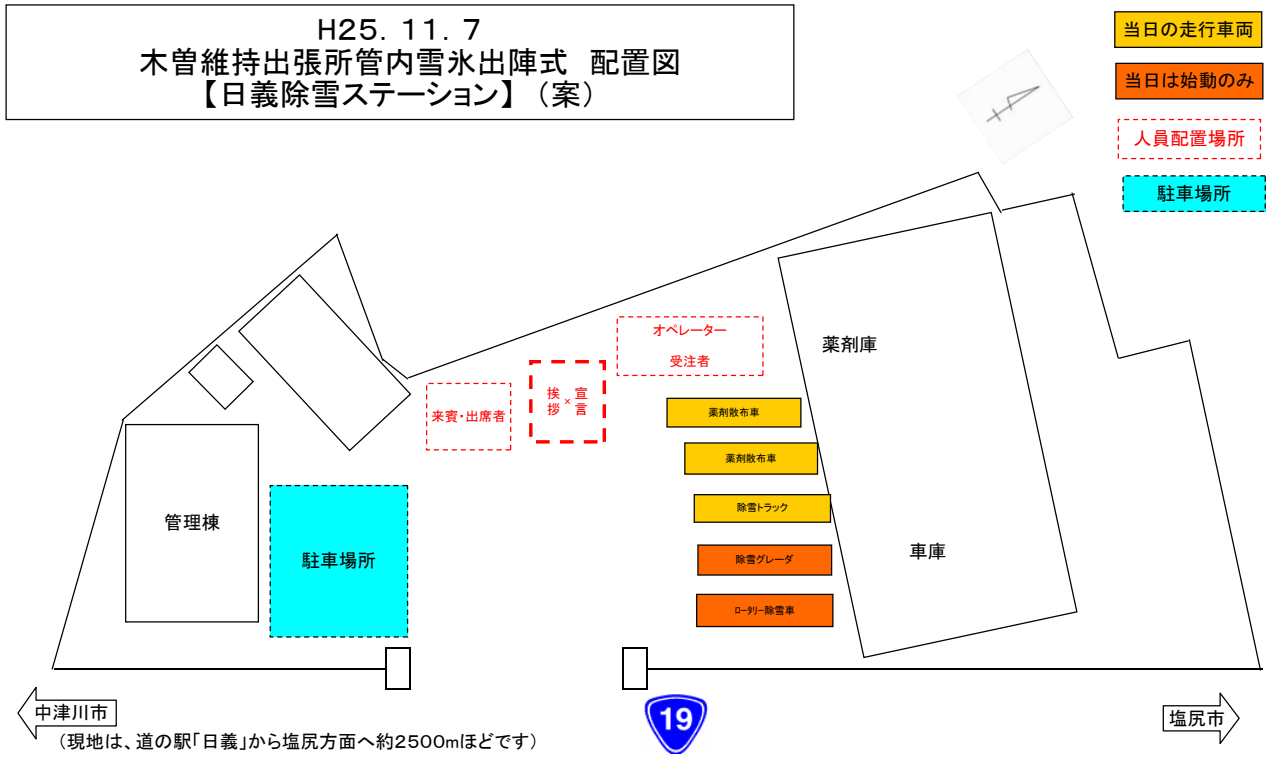 H25．11．7
木曽維持出張所管内雪氷出陣式　配置図
【日義除雪ステーション】（案）
当日の走行車両
当日は始動のみ
人員配置場所
駐車場所
オペレーター
受注者
薬剤庫
来賓・出席者
挨拶
×
宣言
薬剤散布車
薬剤散布車
除雪トラック
除雪グレーダ
ロータリー除雪車
車庫
管理棟
駐車場所
中津川市
（現地は、道の駅「日義」から塩尻方面へ約2500mほどです）
19
塩尻市